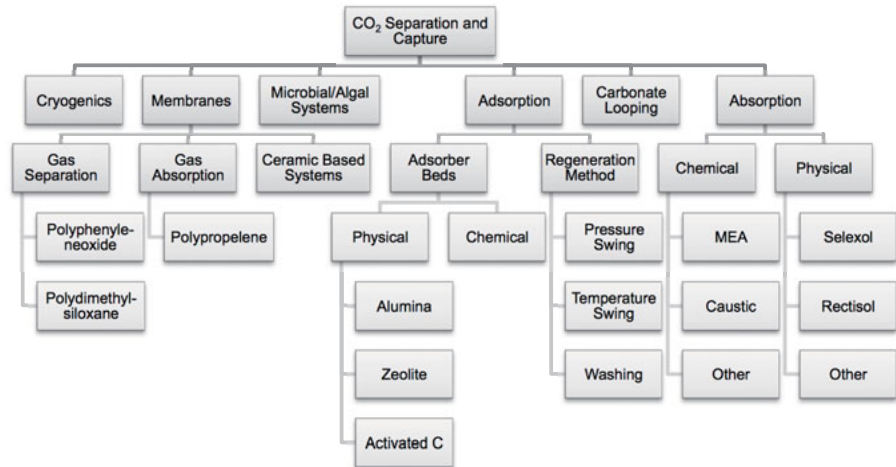 CO₂ Separation and
Capture
Cryogenics
Membranes
Microbial/Algal
Systems
Adsorption
Carbonate
Looping
Absorption
Gas
Separation
Gas
Absorption
Ceramic Based
Systems
Adsorber
Beds
Regeneration
Method
Chemical
Physical
Polyphenyle-
neoxide
Polypropelene
Physical
Chemical
Pressure
Swing
MEA
Selexol
Polydimethyl-
siloxane
Alumina
Temperature
Swing
Caustic
Rectisol
Zeolite
Washing
Other
Other
Activated C